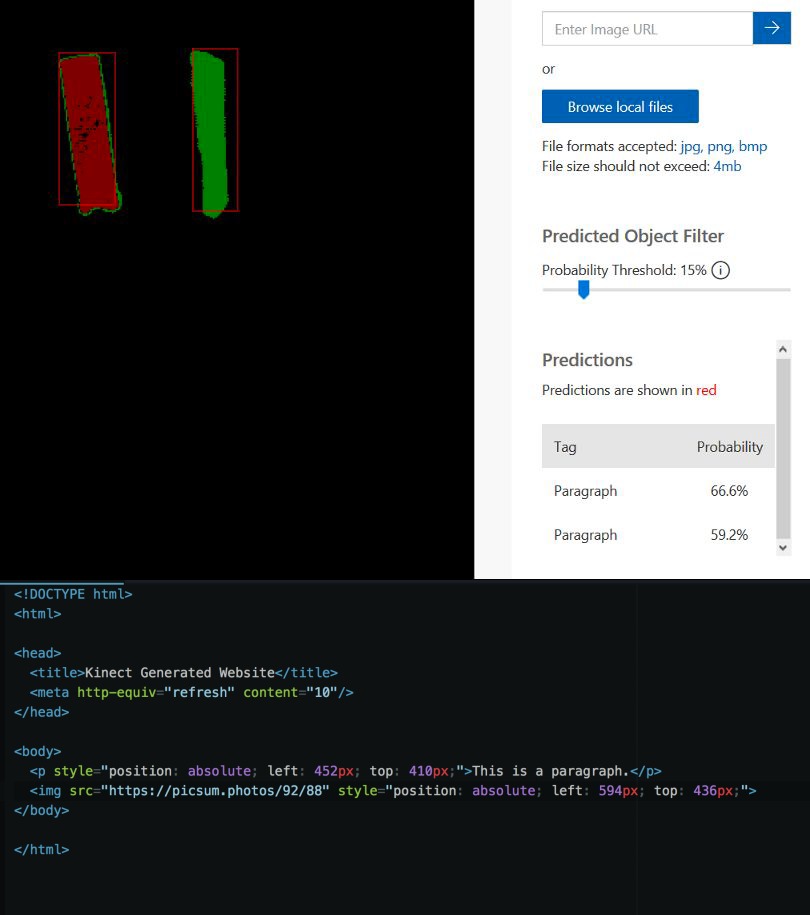 Enter Image URL
or
Browse local files
File formats accepted: jpg, png, bmp
File size should not exceed: 4mb
Predicted Object Filter
Probability Threshold: 15% i
Predictions
Predictions are shown in red
Tag Probability
Paragraph 66.6%
Paragraph 59.2%
<!DOCTYPE html>
<html>
<head>
<title>Kinect Generated Website</title>
<meta http-equiv="refresh" content="10"/>
</head>
<body>
<p style="position: absolute; left: 452px; top: 410px;">This is a paragraph.</p>
<img src="https://picsum.photos/92/88" style="position: absolute; left: 594px; top: 436px;">
</body>
</html>